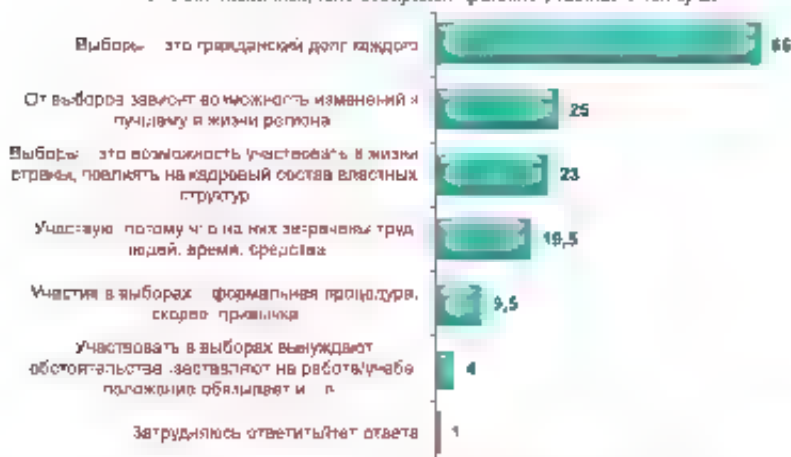 Выборы это гражданский долг каждого
66
От выборов зависит возможность изменений к
лучшему в жизни региона
25
Выборы это возможность участвовать в жизни
страны, повлиять на кадровый состав властных
структур
23
Участвую потому что на них затрачены труд
людей, время, средства
19,5
Участие в выборах формальная процедура,
скорее привычка
9,5
Участвовать в выборах вынуждают
обстоятельства заставляют на работе/учебе
положение обязывает и
4
Затрудняюсь ответить/Нет ответа
1